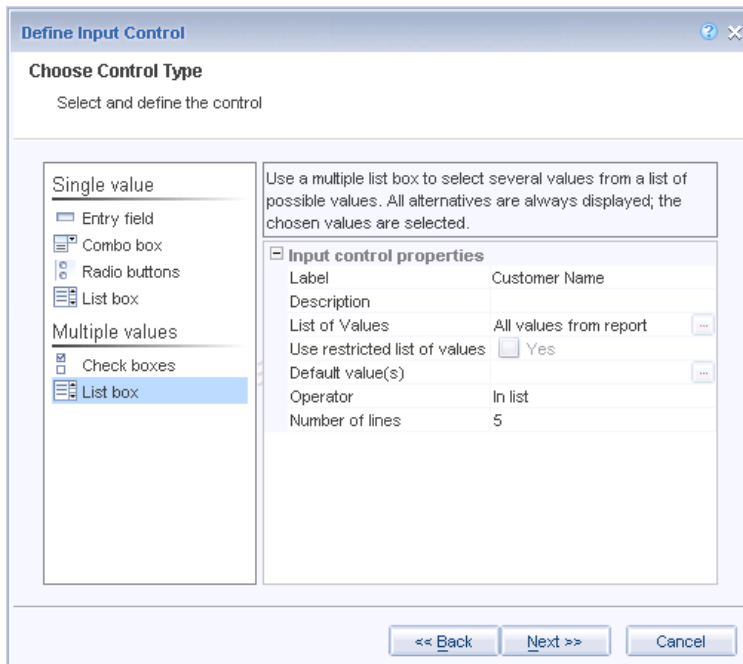 Define Input Control
Choose Control Type
Select and define the control
Single value
Entry field
Combo box
Radio buttons
List box
Multiple values
Check boxes
List box
Use a multiple list box to select several values from a list of
possible values. All alternatives are always displayed; the
chosen values are selected.
Input control properties
Label Customer Name
Description
List of Values All values from report ...
Use restricted list of values Yes
Default value(s) ...
Operator In list
Number of lines 5
<< Back Next >> Cancel